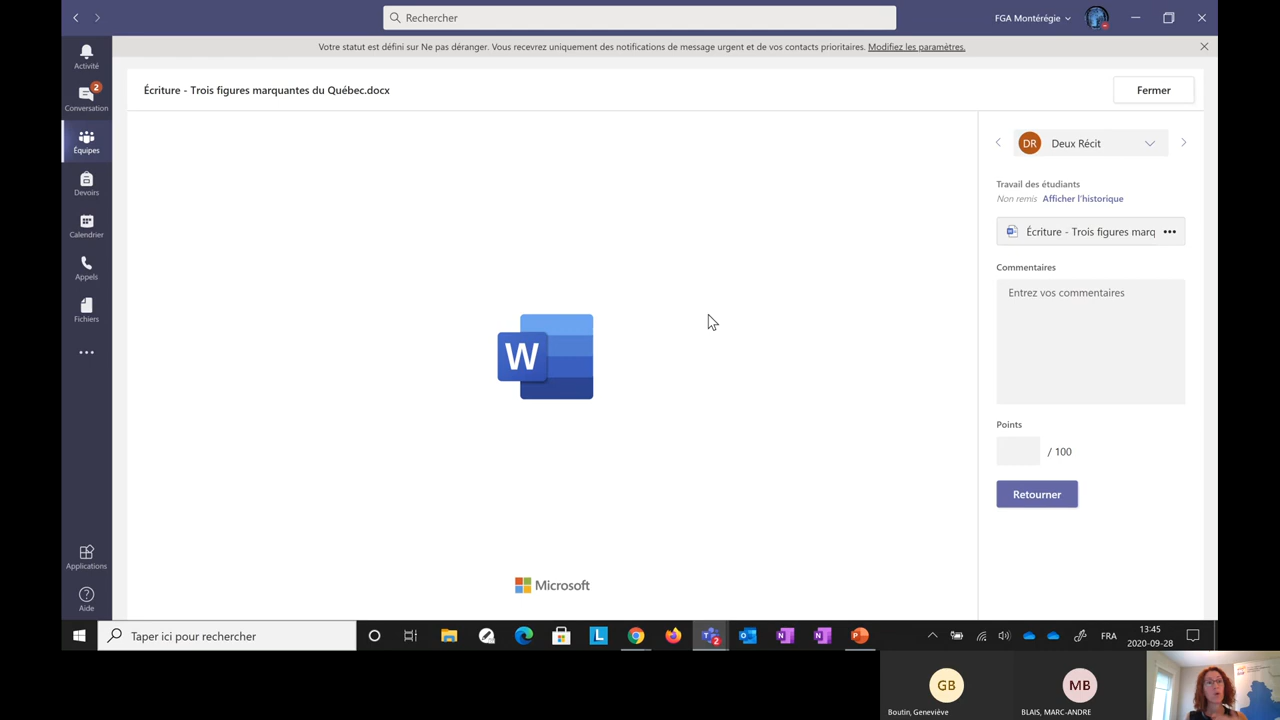 Rechercher
FGA Montérégie
Votre statut est défini sur Ne pas déranger. Vous recevrez uniquement des notifications de message urgent et de vos contacts prioritaires. Modifiez les paramètres.
Activité
2
Conversation
Équipes
Devoirs
Calendrier
Appels
Fichiers
Applications
Aide
Écriture - Trois figures marquantes du Québec.docx
Fermer
W
Microsoft
DR Deux Récit
Travail des étudiants
Non remis Afficher l'historique
Écriture - Trois figures marq
Commentaires
Entrez vos commentaires
Points
/ 100
Retourner
Taper ici pour rechercher
L
2
FRA
13:45
2020-09-28
GB
Boutin, Geneviève
MB
BLAIS, MARC-ANDRE